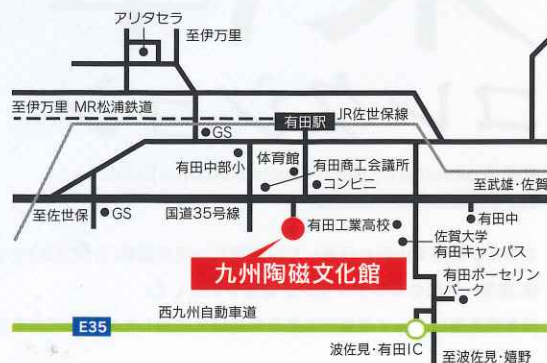 アリタセラ
至伊万里
至伊万里 MR松浦鉄道
有田駅
JR佐世保線
GS
有田中部小
体育館
有田商工会議所
コンビニ
至武雄・佐賀
至佐世保
GS
国道35号線
有田工業高校
有田中
佐賀大学
有田キャンパス
九州陶磁文化館
有田ポーセリン
パーク
西九州自動車道
E35
波佐見・有田IC
至波佐見・嬉野